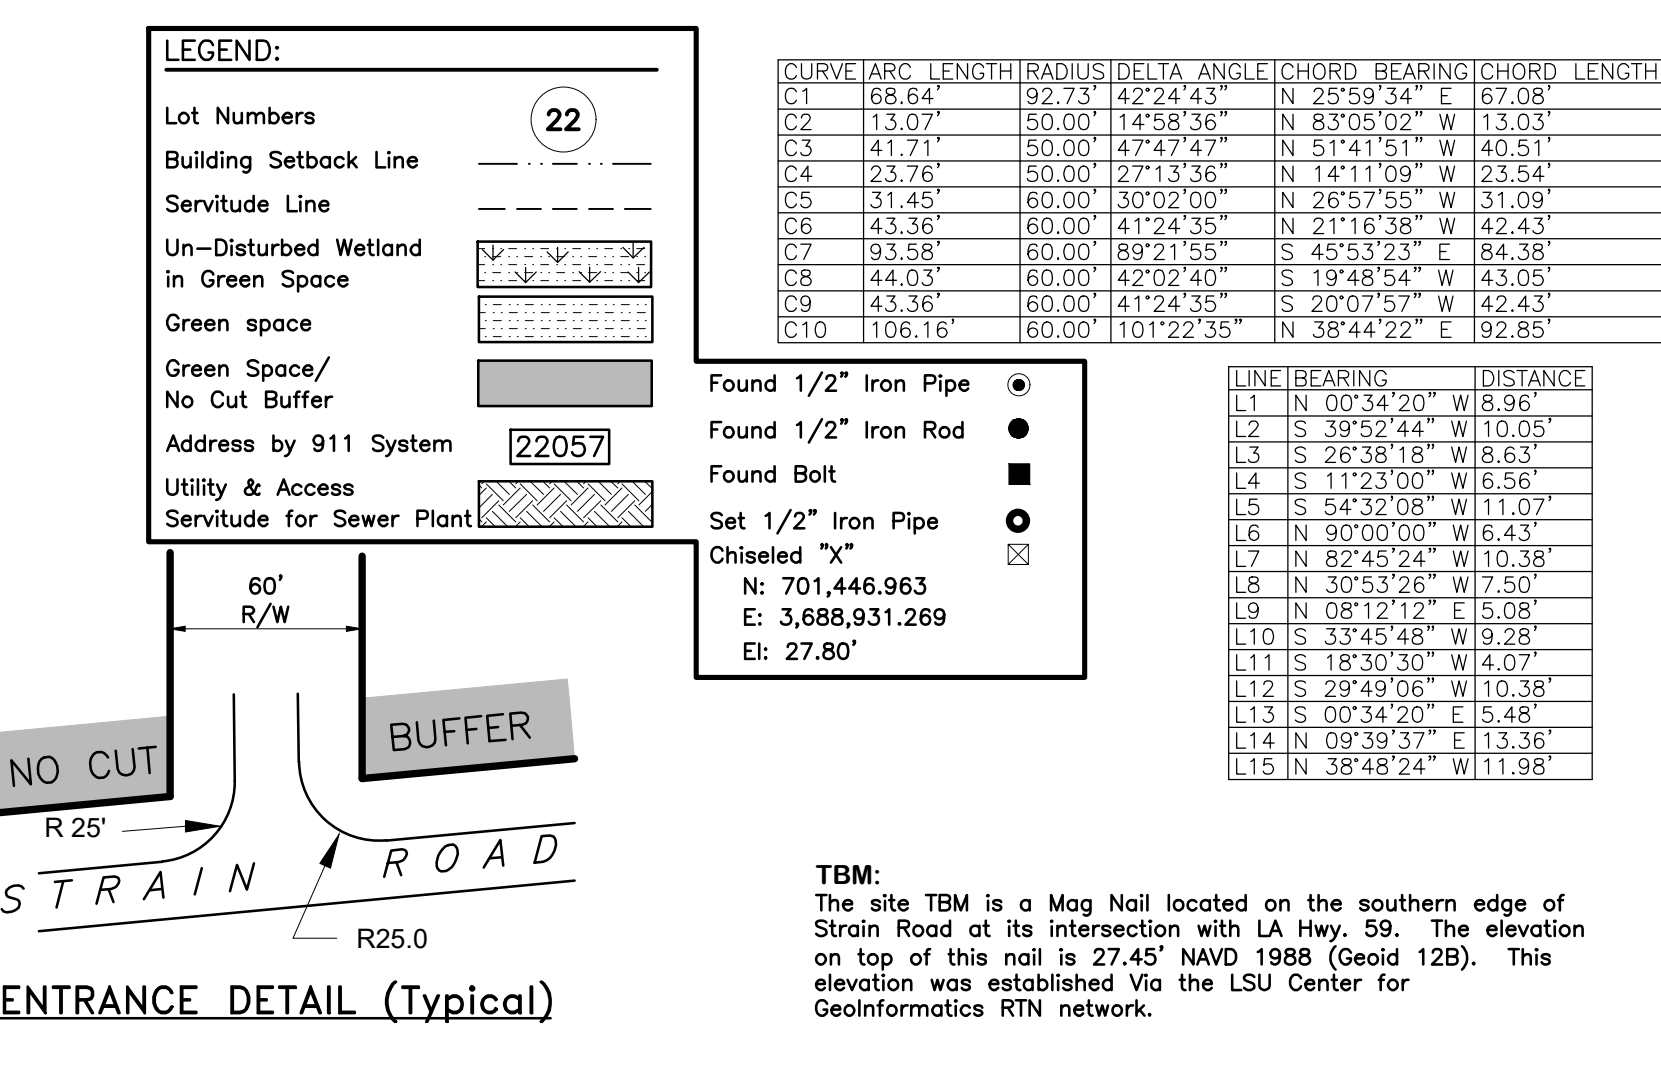 LEGEND:
Lot Numbers 22
Building Setback Line
Servitude Line
Un-Disturbed Wetland
in Green Space
Green space
Green Space/
No Cut Buffer
Address by 911 System 22057
Utility & Access
Servitude for Sewer Plant
Found 1/2" Iron Pipe
Found 1/2" Iron Rod
Found Bolt
Set 1/2" Iron Pipe
Chiseled "X"
N: 701,446.963
E: 3,688,931.269
El: 27.80'
CURVE ARC LENGTH RADIUS DELTA ANGLE CHORD BEARING CHORD LENGTH
C1 68.64' 92.73' 42°24'43" N 25°59'34" E 67.08'
C2 13.07' 50.00' 14°58'36" N 83°05'02" W 13.03'
C3 41.71' 50.00' 47°47'47" N 51°41'51" W 40.51'
C4 23.76' 50.00' 27°13'36" N 14°11'09" W 23.54'
C5 31.45' 60.00' 30°02'00" N 26°57'55" W 31.09'
C6 43.36' 60.00' 41°24'35" N 21°16'38" W 42.43'
C7 93.58' 60.00' 89°21'55" S 45°53'23" E 84.38'
C8 44.03' 60.00' 42°02'40" S 19°48'54" W 43.05'
C9 43.36' 60.00' 41°24'35" S 20°07'57" W 42.43'
C10 106.16' 60.00' 101°22'35" N 38°44'22" E 92.85'
LINE BEARING DISTANCE
L1 N 00°34'20" W 8.96'
L2 S 39°52'44" W 10.05'
L3 S 26°38'18" W 8.63'
L4 S 11°23'00" W 6.56'
L5 S 54°32'08" W 11.07'
L6 N 90°00'00" W 6.43'
L7 N 82°45'24" W 10.38'
L8 N 30°53'26" W 7.50'
L9 N 08°12'12" E 5.08'
L10 S 33°45'48" W 9.28'
L11 S 18°30'30" W 4.07'
L12 S 29°49'06" W 10.38'
L13 S 00°34'20" E 5.48'
L14 N 09°39'37" E 13.36'
L15 N 38°48'24" W 11.98'
60'
R/W
NO CUT BUFFER
R 25'
STRAIN ROAD
R25.0
ENTRANCE DETAIL (Typical)
TBM:
The site TBM is a Mag Nail located on the southern edge of
Strain Road at its intersection with LA Hwy. 59. The elevation
on top of this nail is 27.45' NAVD 1988 (Geoid 12B). This
elevation was established Via the LSU Center for
GeoInformatics RTN network.